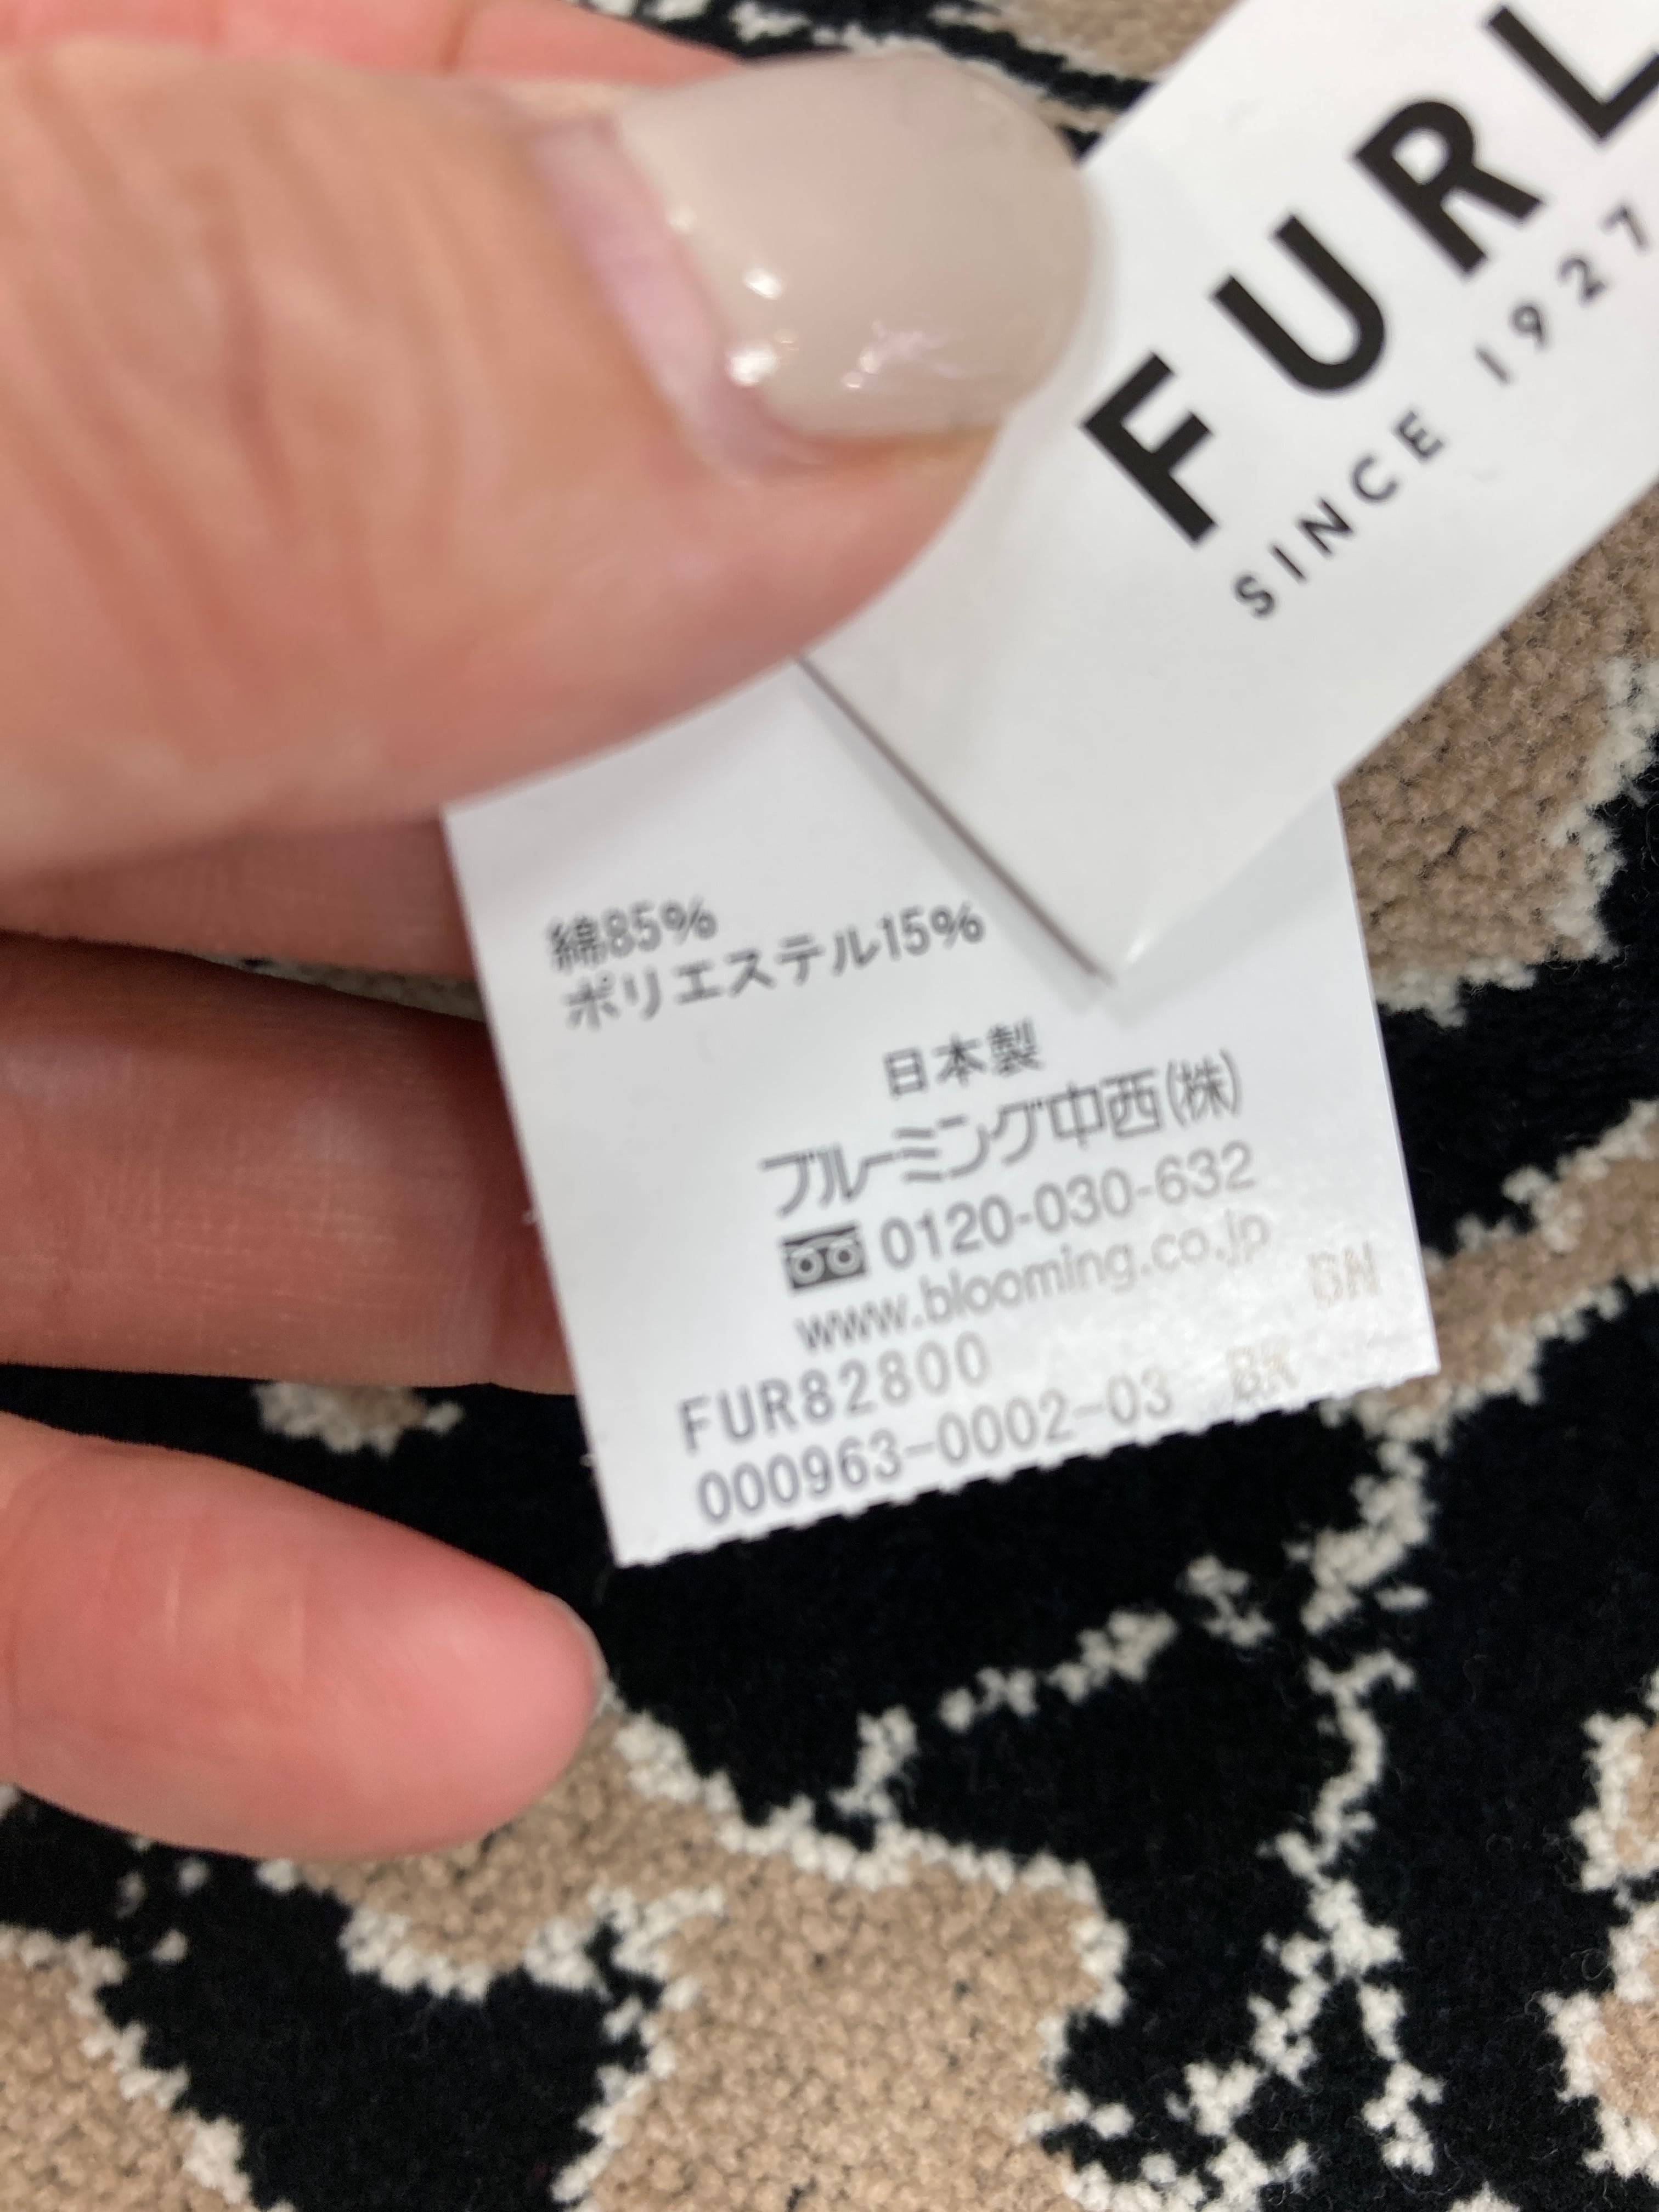 FURL
SINCE 1927
綿85%
ポリエステル15%
日本製
ブルーミング中西(株)
0120-030-632
www.blooming.co.jp
FUR82800
000963-0002-03